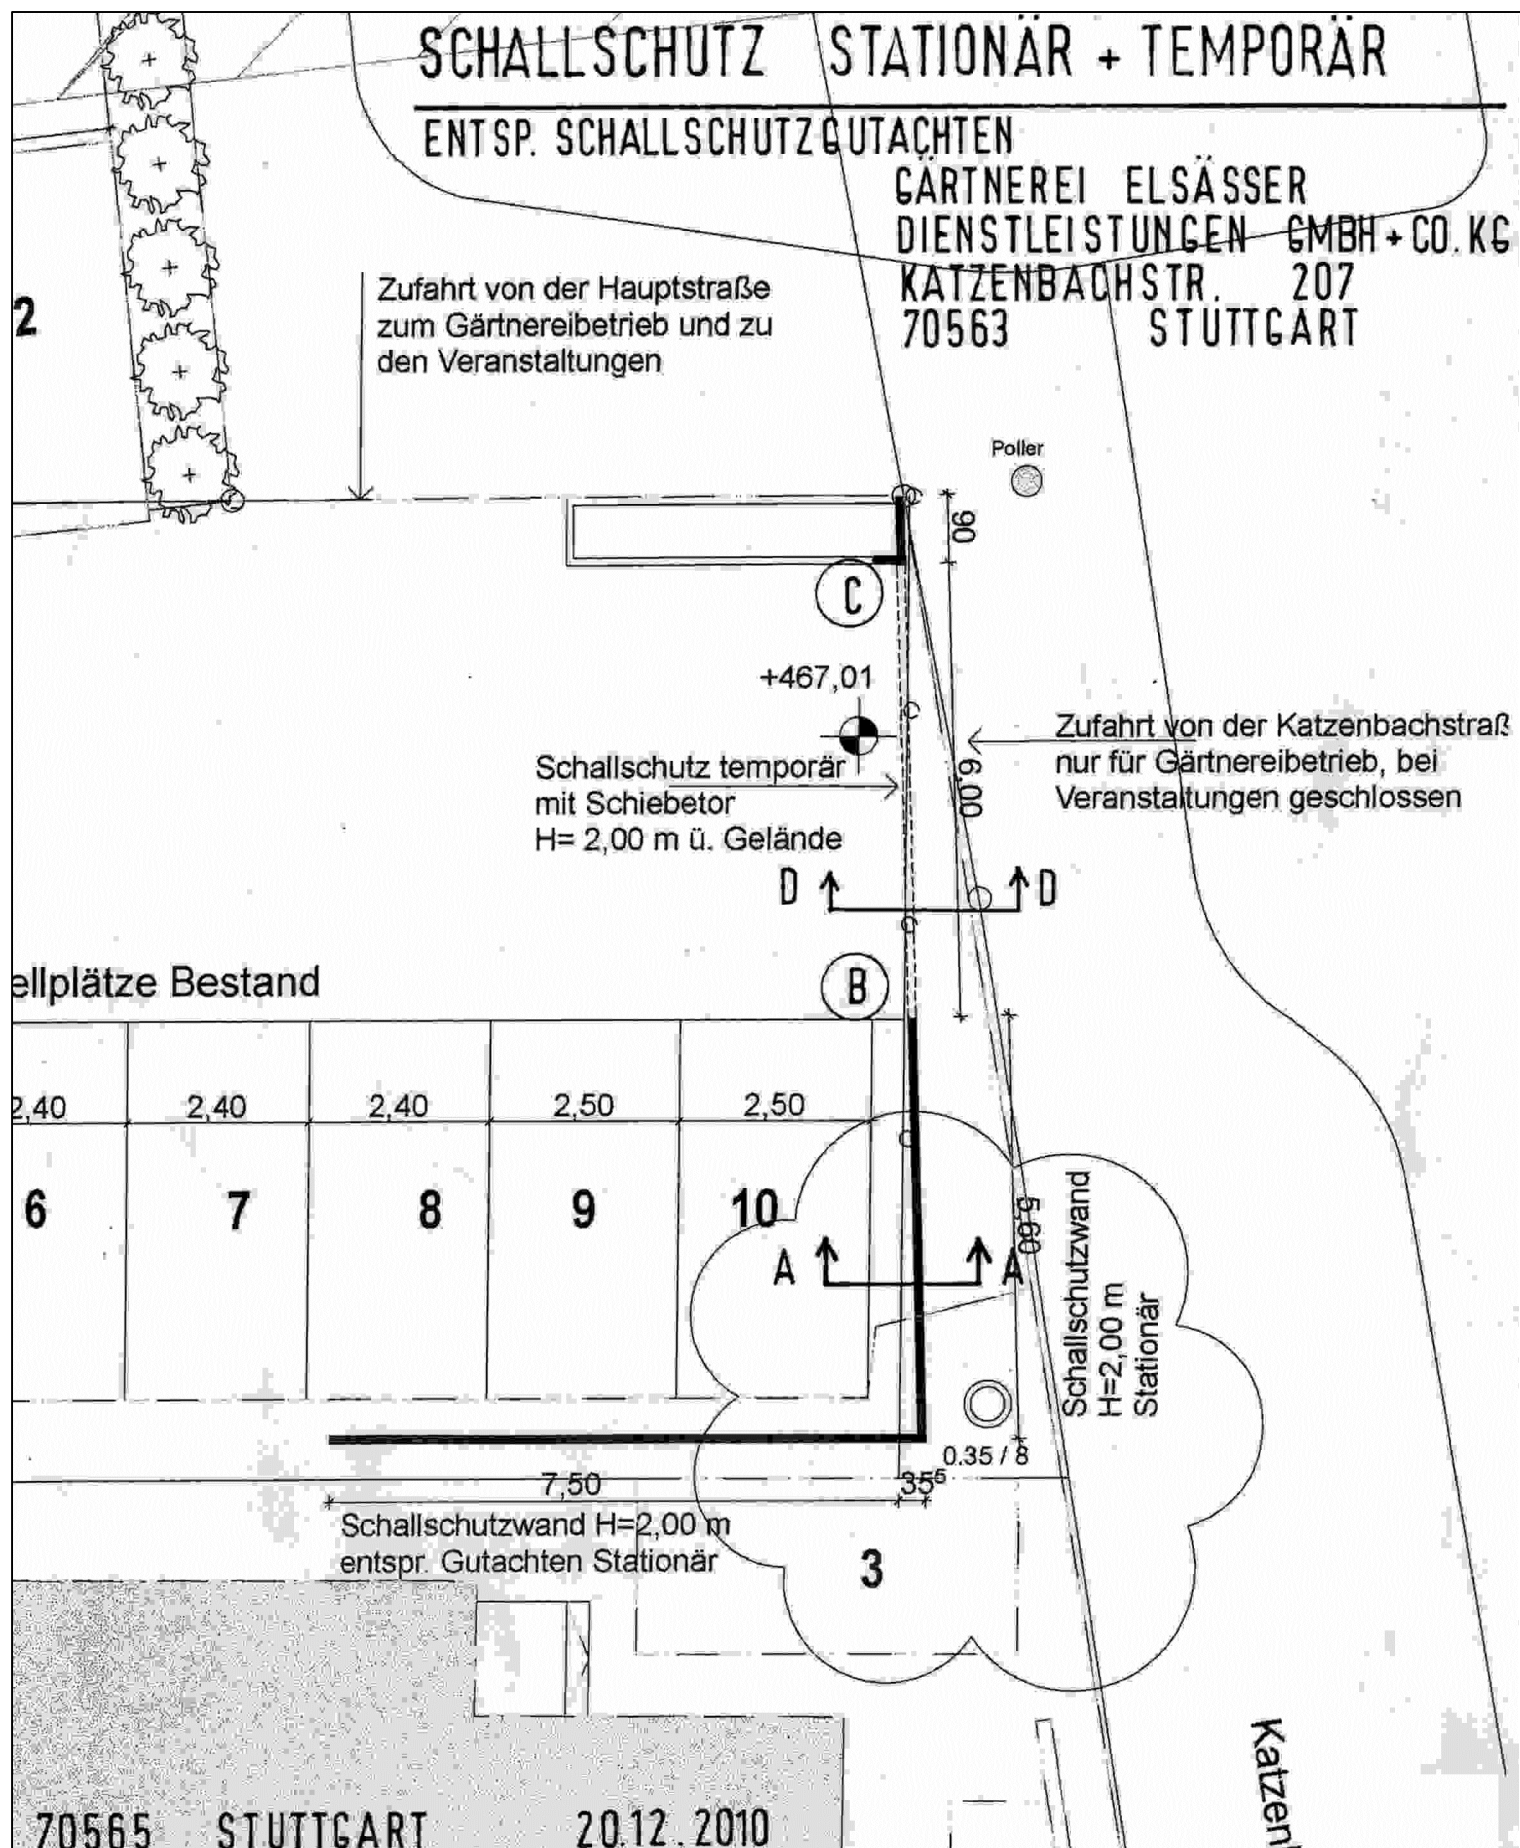 SCHALLSCHUTZ STATIONÄR + TEMPORÄR
ENTSP. SCHALLSCHUTZGUTACHTEN
GÄRTNEREI ELSÄSSER
DIENSTLEISTUNGEN GMBH + CO. KG
KATZENBACHSTR. 207
70563 STUTTGART
2
Zufahrt von der Hauptstraße
zum Gärtnereibetrieb und zu
den Veranstaltungen
Poller
90
C
+467,01
Schallschutz temporär
mit Schiebetor
H= 2,00 m ü. Gelände
6,00
Zufahrt von der Katzenbachstraß
nur für Gärtnereibetrieb, bei
Veranstaltungen geschlossen
D D
B
ellplätze Bestand
2,40 2,40 2,40 2,50 2,50
6 7 8 9 10
A A
5,60
Schallschutzwand
H=2,00 m
Stationär
0.35 / 8
7,50 35⁵
Schallschutzwand H=2,00 m
entspr. Gutachten Stationär
3
Katzen
70565 STUTTGART 20.12.2010